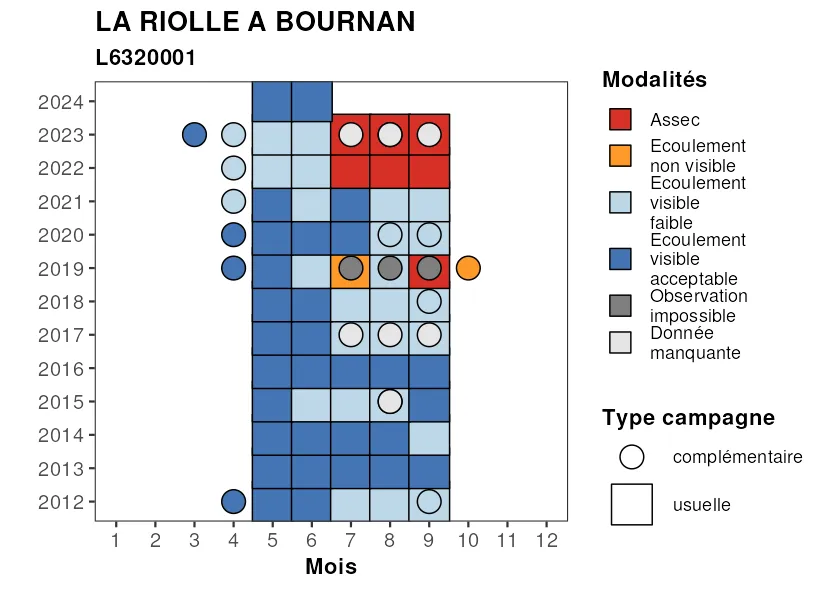 LA RIOLLE A BOURNAN
L6320001
2024
2023
2022
2021
2020
2019
2018
2017
2016
2015
2014
2013
2012
1 2 3 4 5 6 7 8 9 10 11 12
Mois
Modalités
Assec
Ecoulement
non visible
Ecoulement
visible
faible
Ecoulement
visible
acceptable
Observation
impossible
Donnée
manquante
Type campagne
complémentaire
usuelle